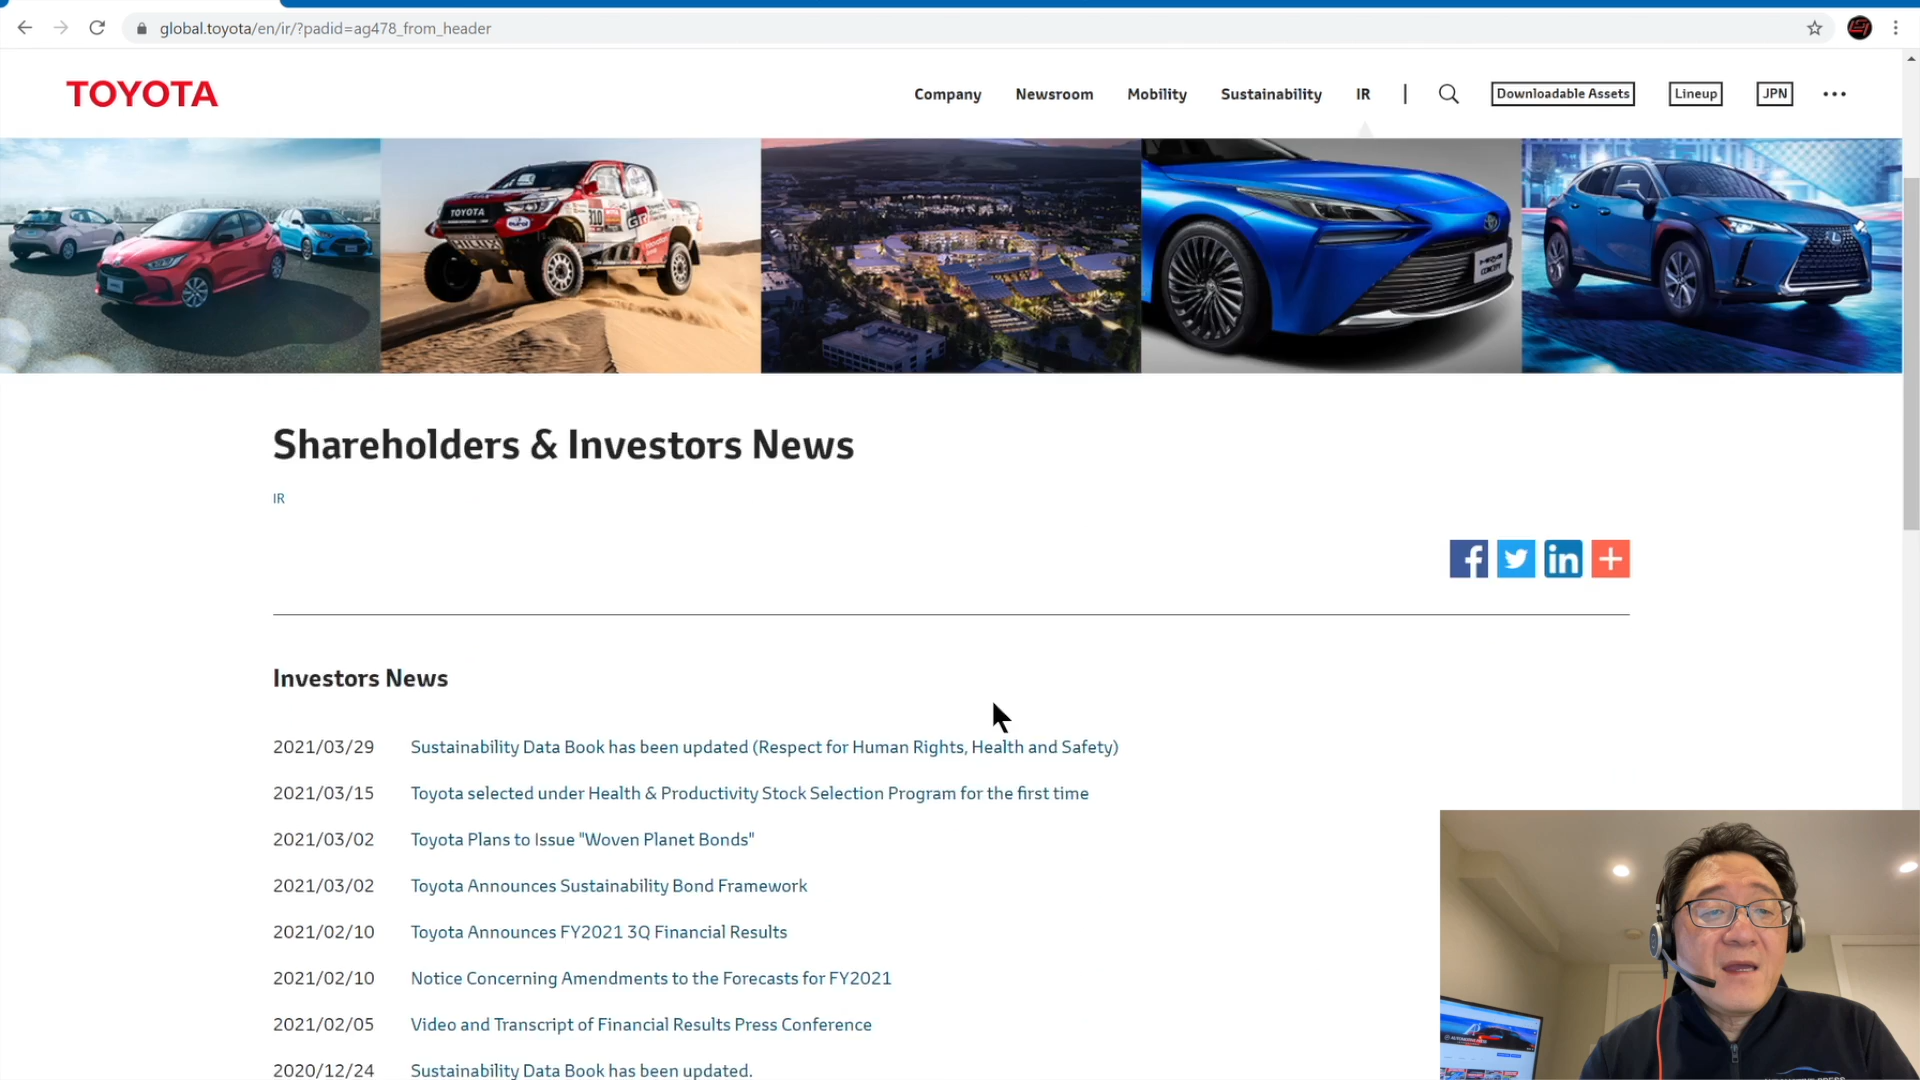 global.toyota/en/ir/?padid=ag478_from_header
TOYOTA
Company
Newsroom
Mobility
Sustainability
IR
Downloadable Assets
Lineup
JPN
TOYOTA
310
GR
Shareholders & Investors News
IR
Investors News
2021/03/29 Sustainability Data Book has been updated (Respect for Human Rights, Health and Safety)
2021/03/15 Toyota selected under Health & Productivity Stock Selection Program for the first time
2021/03/02 Toyota Plans to Issue "Woven Planet Bonds"
2021/03/02 Toyota Announces Sustainability Bond Framework
2021/02/10 Toyota Announces FY2021 3Q Financial Results
2021/02/10 Notice Concerning Amendments to the Forecasts for FY2021
2021/02/05 Video and Transcript of Financial Results Press Conference
2020/12/24 Sustainability Data Book has been updated.